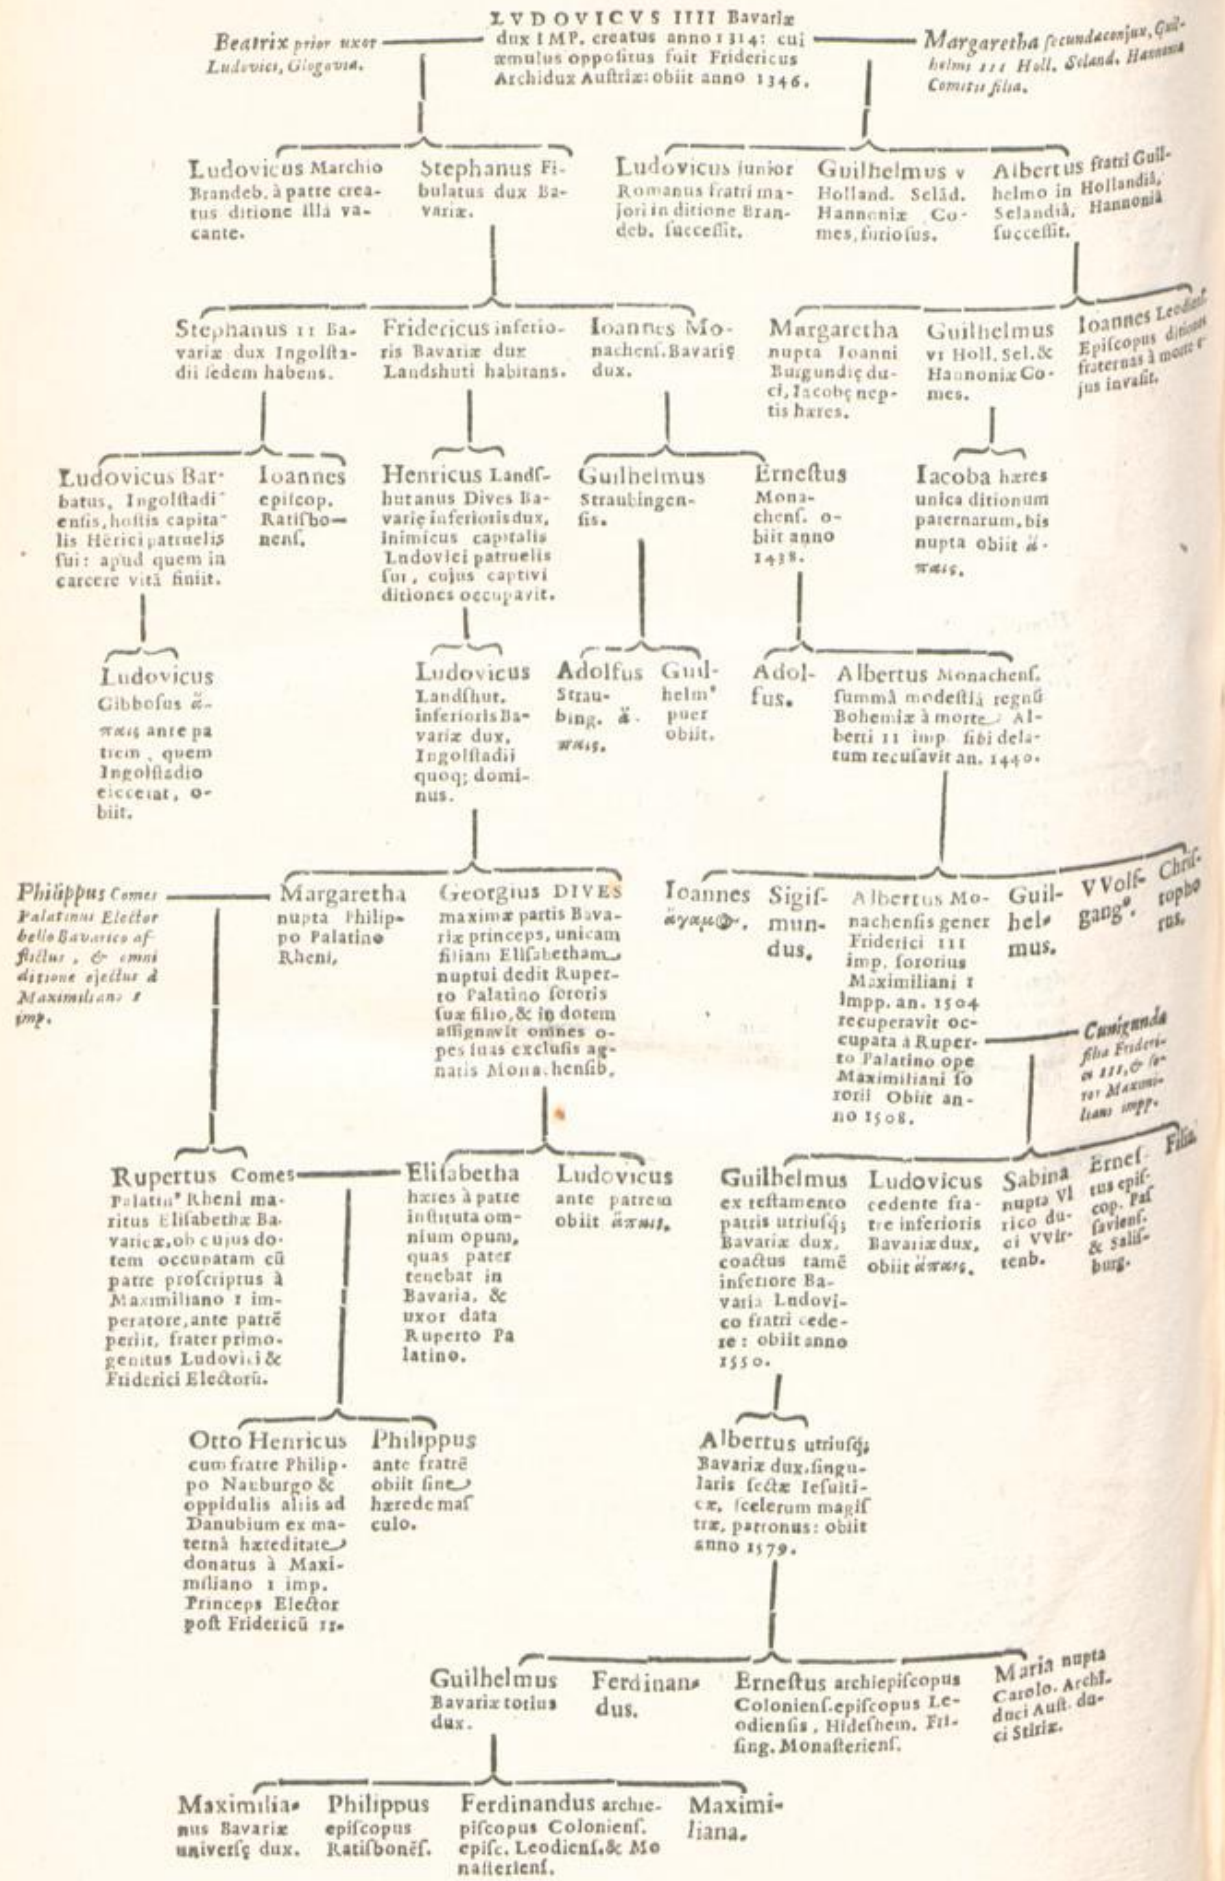 LVDOVICVS IIII Bavariæ
dux IMP. creatus anno 1314: cui
æmulus oppositus fuit Fridericus
Archidux Austriæ: obiit anno 1346.
Beatrix prior uxor
Ludovici, Glogovia.
Margaretha secunda conjux, Guil-
helmi III Holl. Seland. Hannonia
Comitis filia.
Ludovicus Marchio
Brandeb. à patre crea-
tus ditione illâ va-
cante.
Stephanus Fi-
bulatus dux Ba-
variæ.
Ludovicus iunior
Romanus fratri ma-
jori in ditione Bran-
deb. successit.
Guilhelmus v
Holland. Selãd.
Hannoniæ Co-
mes, furiosus.
Albertus fratri Guil-
helmo in Hollandiâ,
Selandiâ, Hannoniâ
successit.
Stephanus II Ba-
variæ dux Ingolsta-
dii sedem habens.
Fridericus inferio-
ris Bavariæ dux
Landshuti habitans.
Ioannes Mo-
nachens. Bavarię
dux.
Margaretha
nupta Ioanni
Burgundię du-
ci, Iacobę nep-
tis hæres.
Guilhelmus
VI Holl. Sel. &
Hannoniæ Co-
mes.
Ioannes Leodiens.
Episcopus ditiones
fraternas à morte e-
jus invasit.
Ludovicus Bar-
batus, Ingolstadi-
ensis, hostis capita-
lis Hẽrici patruelis
sui: apud quem in
carcere vitã finiit.
Ioannes
episcop.
Ratisbo-
nens.
Henricus Lands-
hutanus Dives Ba-
varię inferioris dux,
Inimicus capitalis
Ludovici patruelis
sui, cujus captivi
ditiones occupavit.
Guilhelmus
Straubingen-
sis.
Ernestus
Mona-
chens. o-
biit anno
1438.
Iacoba hæres
unica ditionum
paternarum, bis
nupta obiit ἄ-
παις.
Ludovicus
Gibbosus ἄ-
παις ante pa
trem, quem
Ingolstadio
eiecerat, o-
biit.
Ludovicus
Landshut.
inferioris Ba-
variæ dux,
Ingolstadii
quoq; domi-
nus.
Adolfus
Strau-
bing. ἄ-
παις.
Guil-
helmꝰ
puer
obiit.
Adol-
fus.
Albertus Monachens.
summâ modestiâ regnũ
Bohemiæ à morte Al-
berti II imp. sibi dela-
tum recusavit an. 1440.
Philippus Comes
Palatinus Elector
bello Bavarico af-
flictus, & omni
ditione ejectus à
Maximiliano I
imp.
Margaretha
nupta Philip-
po Palatino
Rheni.
Georgius DIVES
maximæ partis Bava-
riæ princeps, unicam
filiam Elisabetham
nuptui dedit Ruper-
to Palatino sororis
suæ filio, & in dotem
assignavit omnes o-
pes suas exclusis ag-
natis Monachensib.
Ioannes
ἄγαμος.
Sigis-
mun-
dus.
Albertus Mo-
nachensis gener
Friderici III
imp. sororius
Maximiliani I
Impp. an. 1504
recuperavit oc-
cupata à Ruper-
to Palatino ope
Maximiliani so
rorii Obiit an-
no 1508.
Guil-
hel-
mus.
VVolf-
gangꝰ.
Chris-
topho
rus.
Cunigunda
filia Frideri-
ci III, & so-
ror Maximi-
liani impp.
Rupertus Comes
Palatinꝰ Rheni ma-
ritus Elisabethæ Ba-
varicæ, ob cujus do-
tem occupatam cũ
patre proscriptus à
Maximiliano I im-
peratore, ante patrẽ
periit, frater primo-
genitus Ludovici &
Friderici Electorũ.
Elisabetha
hæres à patre
instituta om-
nium opum,
quas pater
tenebat in
Bavaria, &
uxor data
Ruperto Pa
latino.
Ludovicus
ante patrem
obiit ἄπαις.
Guilhelmus
ex testamento
patris utriusq;
Bavariæ dux,
coactus tamẽ
inferiore Ba-
varia Ludovi-
co fratri cede-
re: obiit anno
1550.
Ludovicus
cedente fra-
tre inferioris
Bavariæ dux,
obiit ἄπαις.
Sabina
nupta Vl
rico du-
ci VVir-
tenb.
Ernes-
tus epis-
cop. Pas
saviens.
& Salis-
burg.
Filia
Otto Henricus
cum fratre Philip-
po Neuburgo &
oppidulis aliis ad
Danubium ex ma-
ternâ hæreditate
donatus à Maxi-
miliano I imp.
Princeps Elector
post Fridericũ II.
Philippus
ante fratrẽ
obiit sine
hærede mas
culo.
Albertus utriusq;
Bavariæ dux, singu-
laris sectæ Iesuiti-
cæ, scelerum magis
træ, patronus: obiit
anno 1579.
Guilhelmus
Bavariæ totius
dux.
Ferdinan-
dus.
Ernestus archiepiscopus
Coloniens. episcopus Le-
odiensis, Hideshem. Fri-
sing. Monasteriens.
Maria nupta
Carolo. Archi-
duci Aust. du-
ci Stiriæ.
Maximilia-
nus Bavariæ
universę dux.
Philippus
episcopus
Ratisbonẽs.
Ferdinandus archie-
piscopus Coloniens.
episc. Leodiens. & Mo
nasteriens.
Maximi-
liana.